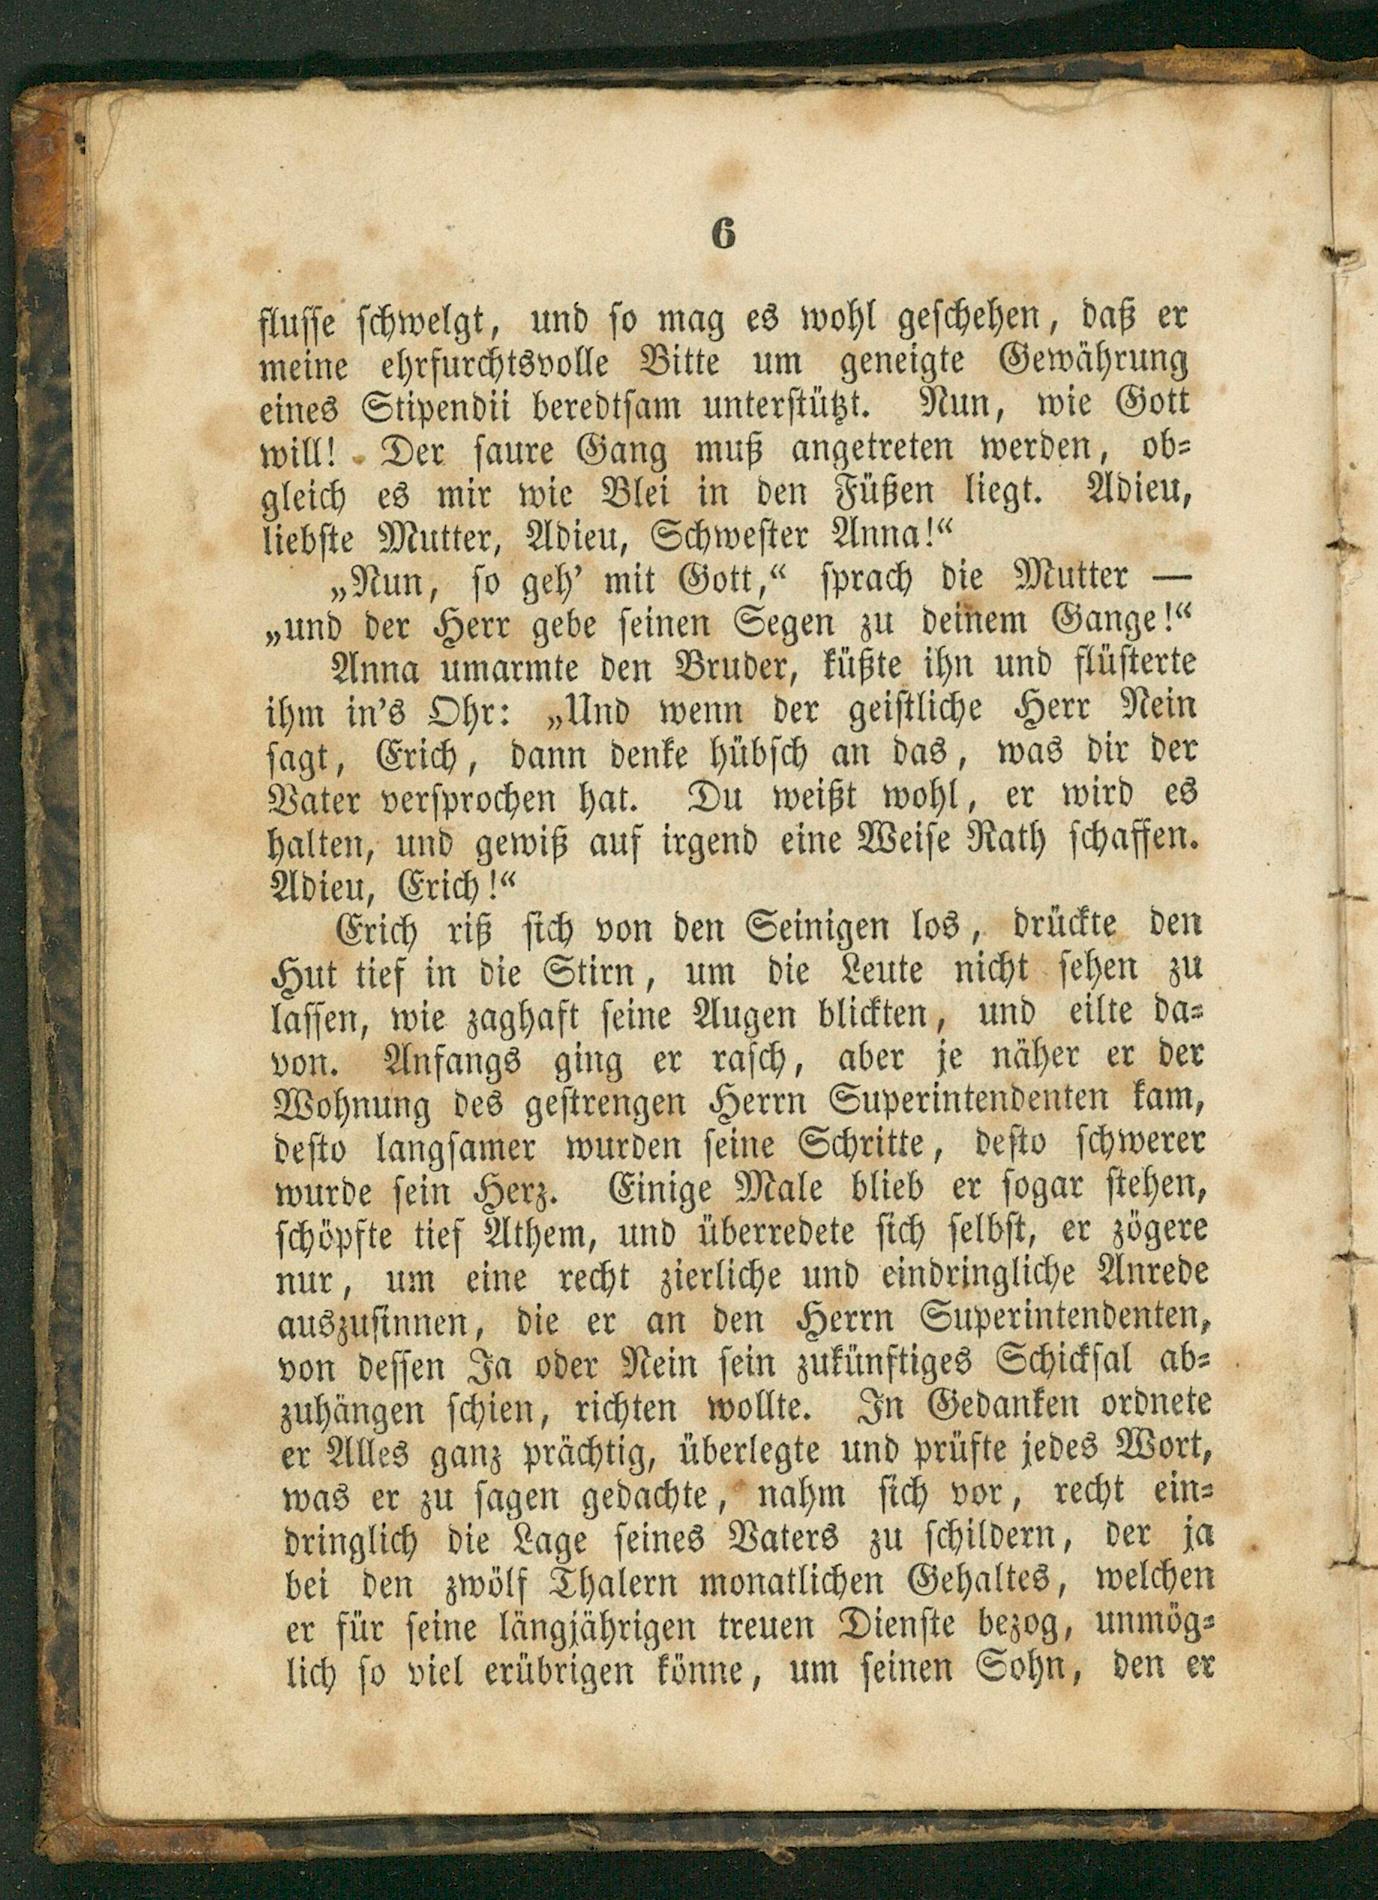 6
flusse schwelgt, und so mag es wohl geschehen, daß er
meine ehrfurchtsvolle Bitte um geneigte Gewährung
eines Stipendii beredtsam unterstützt. Nun, wie Gott
will! Der saure Gang muß angetreten werden, ob=
gleich es mir wie Blei in den Füßen liegt. Adieu,
liebste Mutter, Adieu, Schwester Anna!“
„Nun, so geh’ mit Gott,“ sprach die Mutter —
„und der Herr gebe seinen Segen zu deinem Gange!“
Anna umarmte den Bruder, küßte ihn und flüsterte
ihm in’s Ohr: „Und wenn der geistliche Herr Nein
sagt, Erich, dann denke hübsch an das, was dir der
Vater versprochen hat. Du weißt wohl, er wird es
halten, und gewiß auf irgend eine Weise Rath schaffen.
Adieu, Erich!“
Erich riß sich von den Seinigen los, drückte den
Hut tief in die Stirn, um die Leute nicht sehen zu
lassen, wie zaghaft seine Augen blickten, und eilte da=
von. Anfangs ging er rasch, aber je näher er der
Wohnung des gestrengen Herrn Superintendenten kam,
desto langsamer wurden seine Schritte, desto schwerer
wurde sein Herz. Einige Male blieb er sogar stehen,
schöpfte tief Athem, und überredete sich selbst, er zögere
nur, um eine recht zierliche und eindringliche Anrede
auszusinnen, die er an den Herrn Superintendenten,
von dessen Ja oder Nein sein zukünftiges Schicksal ab=
zuhängen schien, richten wollte. In Gedanken ordnete
er Alles ganz prächtig, überlegte und prüfte jedes Wort,
was er zu sagen gedachte, nahm sich vor, recht ein=
dringlich die Lage seines Vaters zu schildern, der ja
bei den zwölf Thalern monatlichen Gehaltes, welchen
er für seine längjährigen treuen Dienste bezog, unmög=
lich so viel erübrigen könne, um seinen Sohn, den er